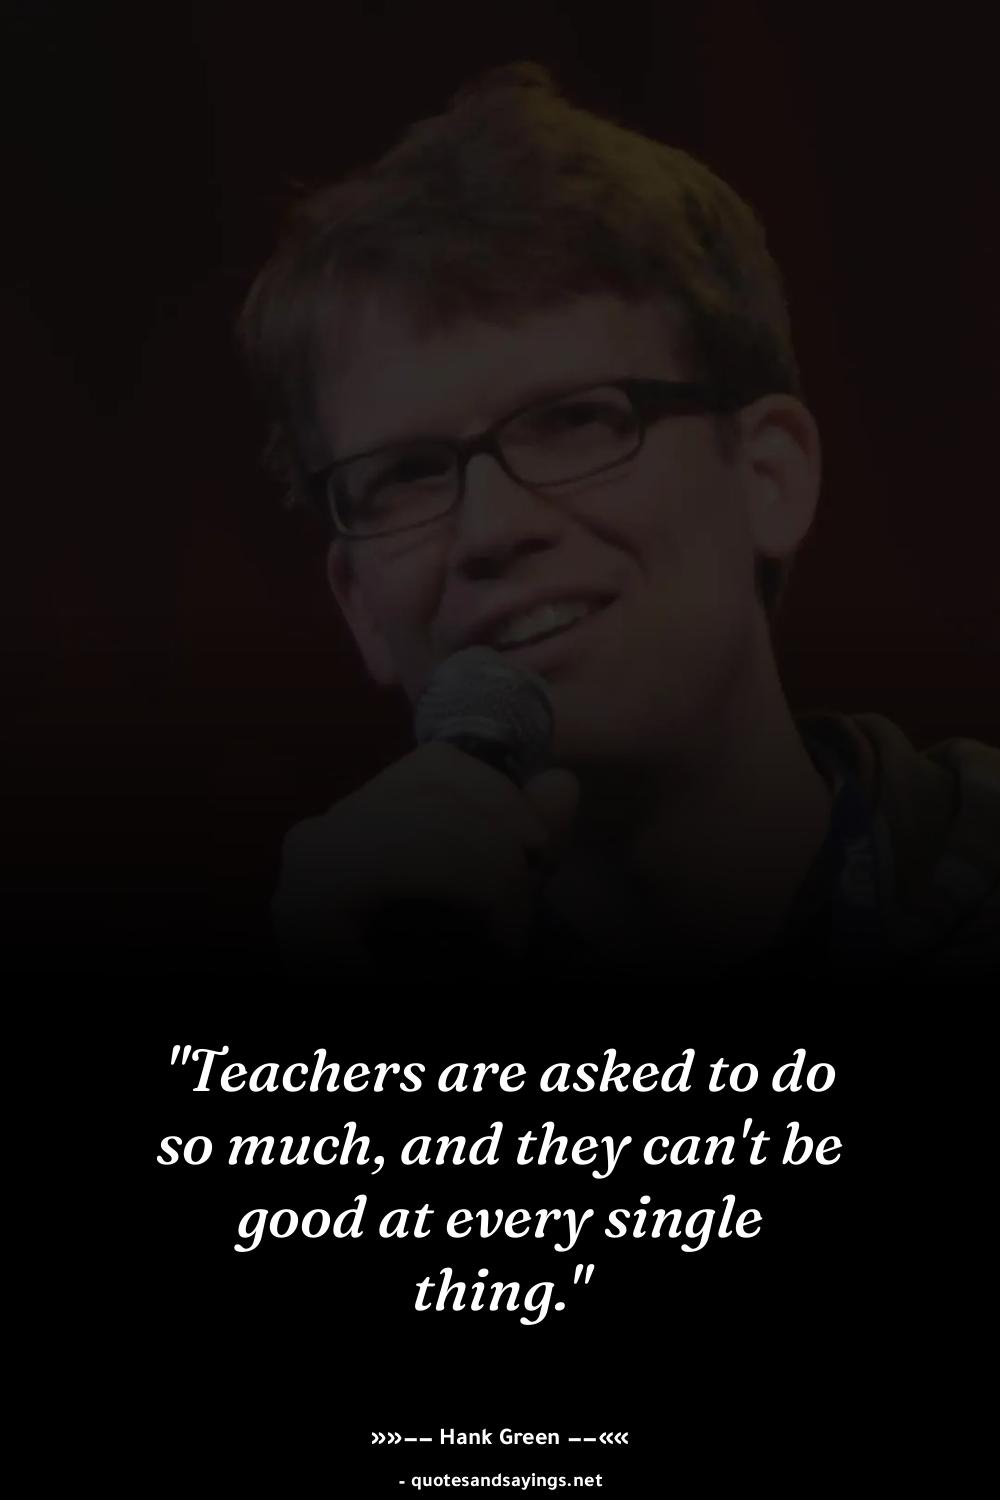 "Teachers are asked to do
so much, and they can't be
good at every single
thing."
»»−− Hank Green −−««
- quotesandsayings.net